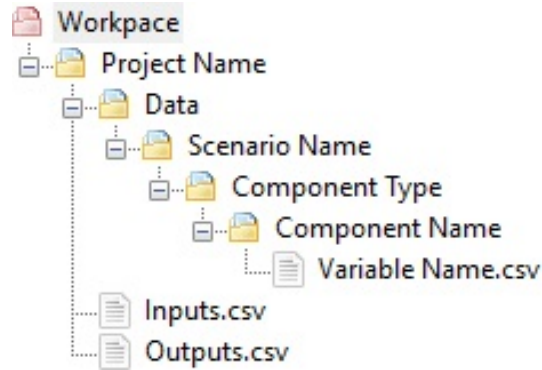 Workpace
Project Name
Data
Scenario Name
Component Type
Component Name
Variable Name.csv
Inputs.csv
Outputs.csv